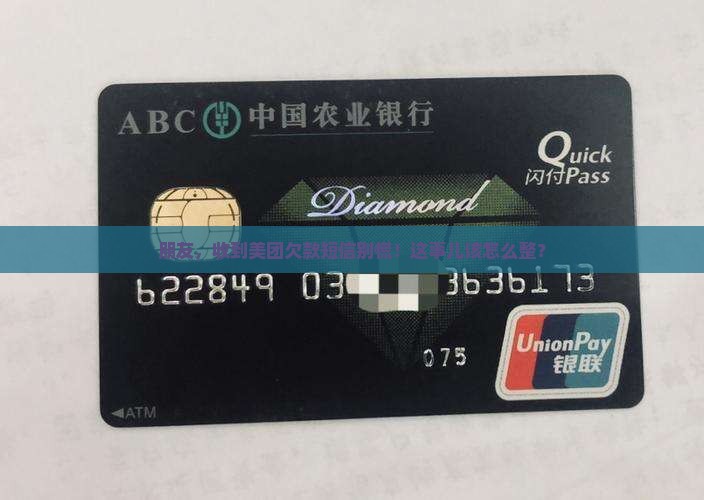 ABC 中国农业银行
Quick
闪付Pass
Diamond
朋友，收到美团欠款短信别慌！这事儿该怎么整？
622849 03 3636173
075
UnionPay
银联
◀ATM